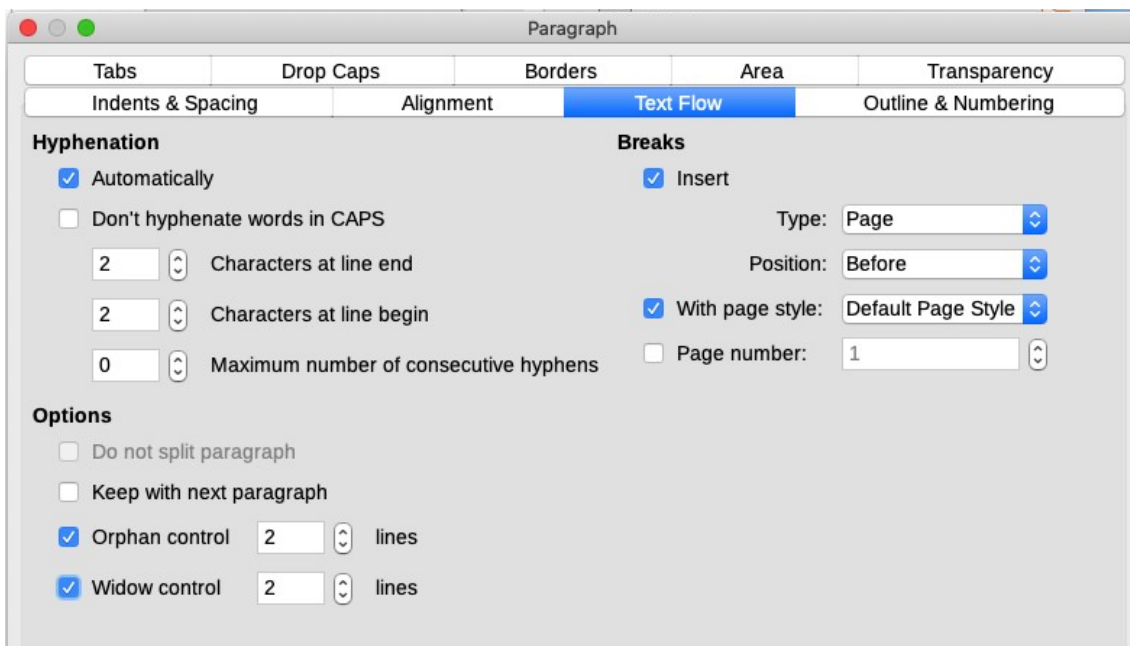 Paragraph
Tabs Drop Caps Borders Area Transparency
Indents & Spacing Alignment Text Flow Outline & Numbering
Hyphenation
Automatically
Don't hyphenate words in CAPS
2 Characters at line end
2 Characters at line begin
0 Maximum number of consecutive hyphens
Breaks
Insert
Type: Page
Position: Before
With page style: Default Page Style
Page number: 1
Options
Do not split paragraph
Keep with next paragraph
Orphan control 2 lines
Widow control 2 lines